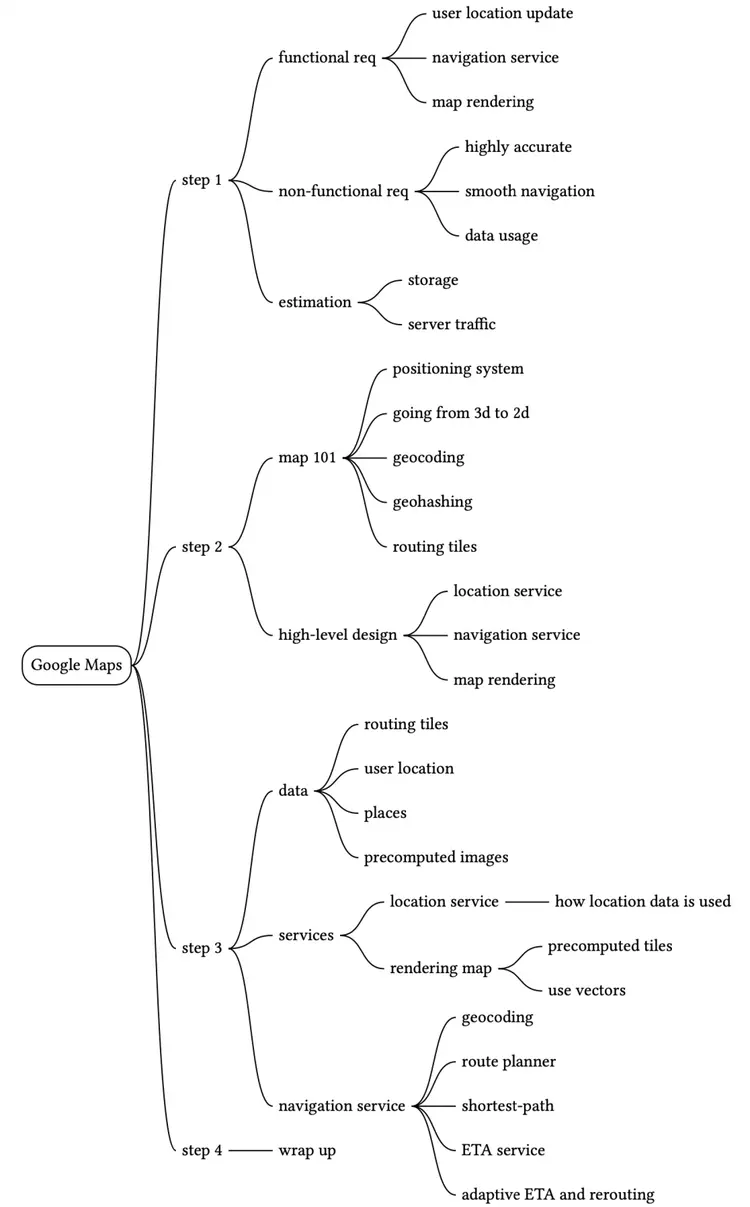 Google Maps
step 1
functional req
user location update
navigation service
map rendering
non-functional req
highly accurate
smooth navigation
data usage
estimation
storage
server traffic
step 2
map 101
positioning system
going from 3d to 2d
geocoding
geohashing
routing tiles
high-level design
location service
navigation service
map rendering
step 3
data
routing tiles
user location
places
precomputed images
services
location service
how location data is used
rendering map
precomputed tiles
use vectors
navigation service
geocoding
route planner
shortest-path
ETA service
adaptive ETA and rerouting
step 4
wrap up